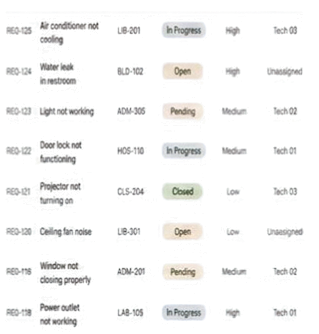 REQ-125 Air conditioner not cooling LIB-201 In Progress High Tech 03
REQ-124 Water leak in restroom BLD-102 Open High Unassigned
REQ-123 Light not working ADM-305 Pending Medium Tech 02
REQ-122 Door lock not functioning HOS-110 In Progress Medium Tech 01
REQ-121 Projector not turning on CLS-204 Closed Low Tech 03
REQ-120 Ceiling fan noise LIB-301 Open Low Unassigned
REQ-116 Window not closing properly ADM-201 Pending Medium Tech 02
REQ-118 Power outlet not working LAB-105 In Progress High Tech 01